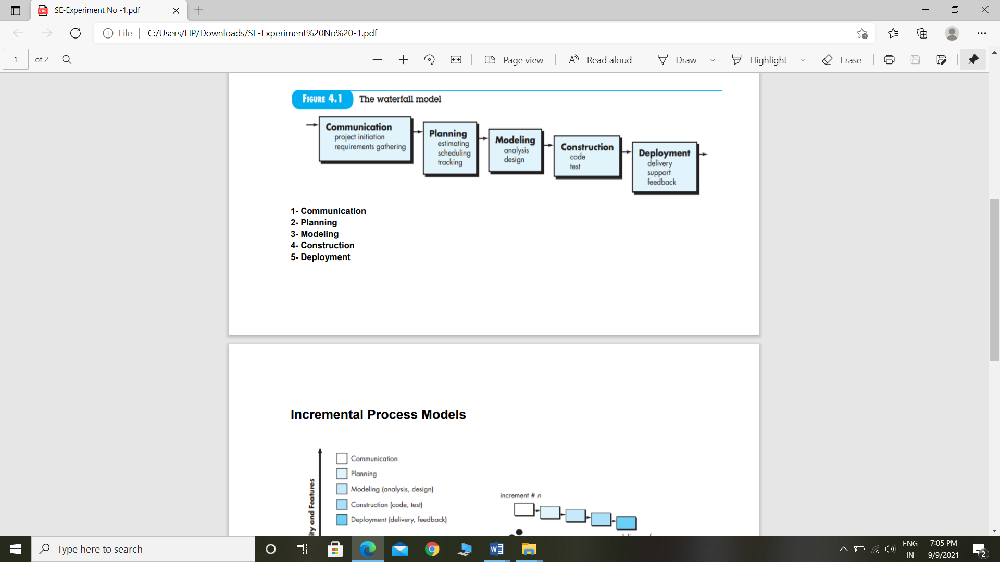 SE-Experiment No -1.pdf
File
C:/Users/HP/Downloads/SE-Experiment%20No%20-1.pdf
1 of 2
Page view
Read aloud
Draw
Highlight
Erase
FIGURE 4.1 The waterfall model
Communication
project initiation
requirements gathering
Planning
estimating
scheduling
tracking
Modeling
analysis
design
Construction
code
test
Deployment
delivery
support
feedback
1- Communication
2- Planning
3- Modeling
4- Construction
5- Deployment
Incremental Process Models
Communication
Planning
Modeling (analysis, design)
Construction (code, test)
Deployment (delivery, feedback)
ity and Features
increment # n
Type here to search
ENG
IN
7:05 PM
9/9/2021
2